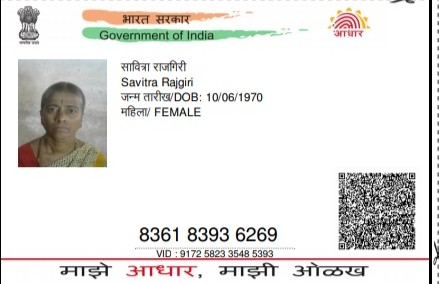 भारत सरकार
Government of India
आधार
सावित्रा राजगिरी
Savitra Rajgiri
जन्म तारीख/DOB: 10/06/1970
महिला/ FEMALE
8361 8393 6269
VID : 9172 5823 3548 5393
माझे आधार, माझी ओळख